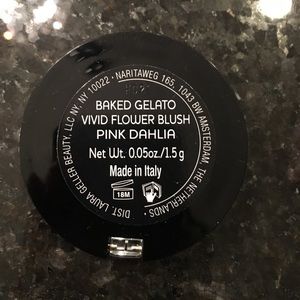 BAKED GELATO
VIVID FLOWER BLUSH
PINK DAHLIA
Net Wt. 0.05oz./1.5 g
Made in Italy
18M
DIST. LAURA GELLER BEAUTY, LLC NY, NY 10022 - NARITAWEG 165, 1043 BW AMSTERDAM, THE NETHERLANDS -